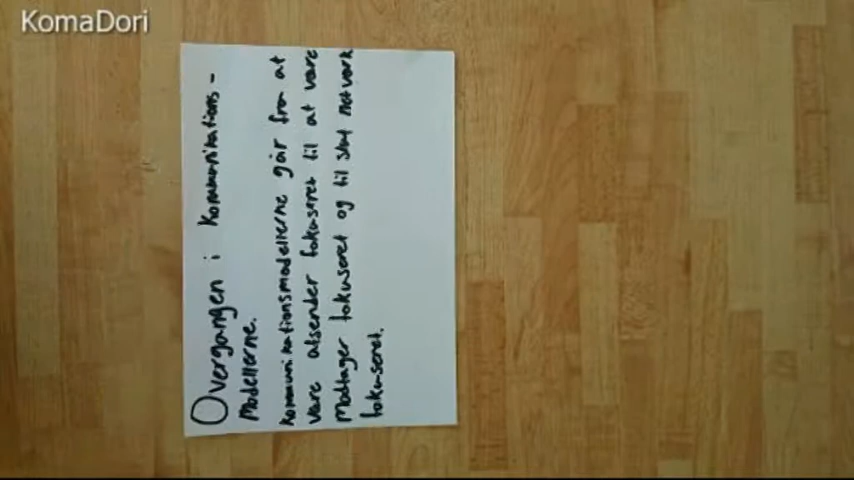 KomaDori
Overgangen i Kommunikations-
Modellerne.
Kommunikationsmodellerne går fra at
være afsender fokuseret til at være
Modtager fokuseret og til slut netværk
fokuseret.